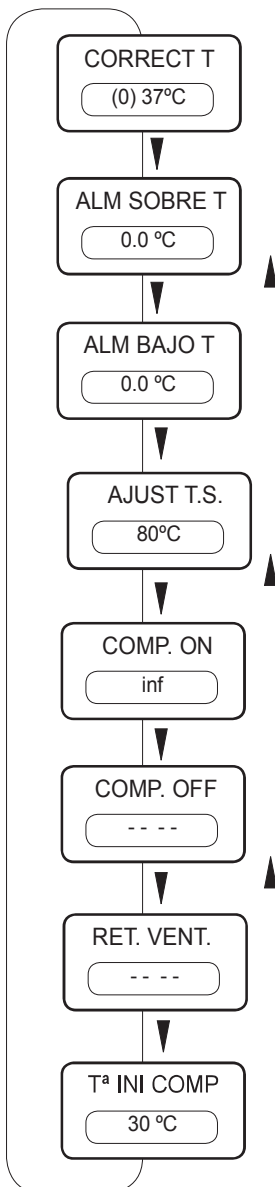 CORRECT T
(0) 37ºC
ALM SOBRE T
0.0 ºC
ALM BAJO T
0.0 ºC
AJUST T.S.
80ºC
COMP. ON
inf
COMP. OFF
-- --
RET. VENT.
-- --
Tª INI COMP
30 ºC